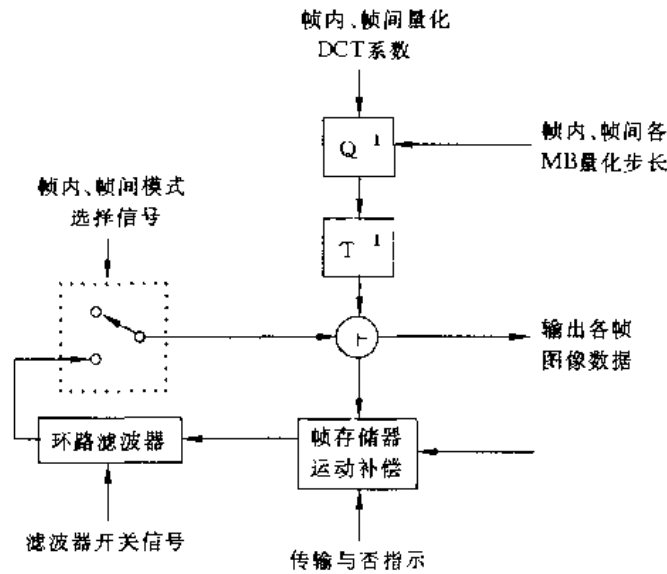 帧内、帧间量化
DCT系数
Q⁻¹
帧内、帧间各
MB量化步长
帧内、帧间模式
选择信号
T⁻¹
+
输出各帧
图像数据
环路滤波器
帧存储器
运动补偿
滤波器开关信号
传输与否指示